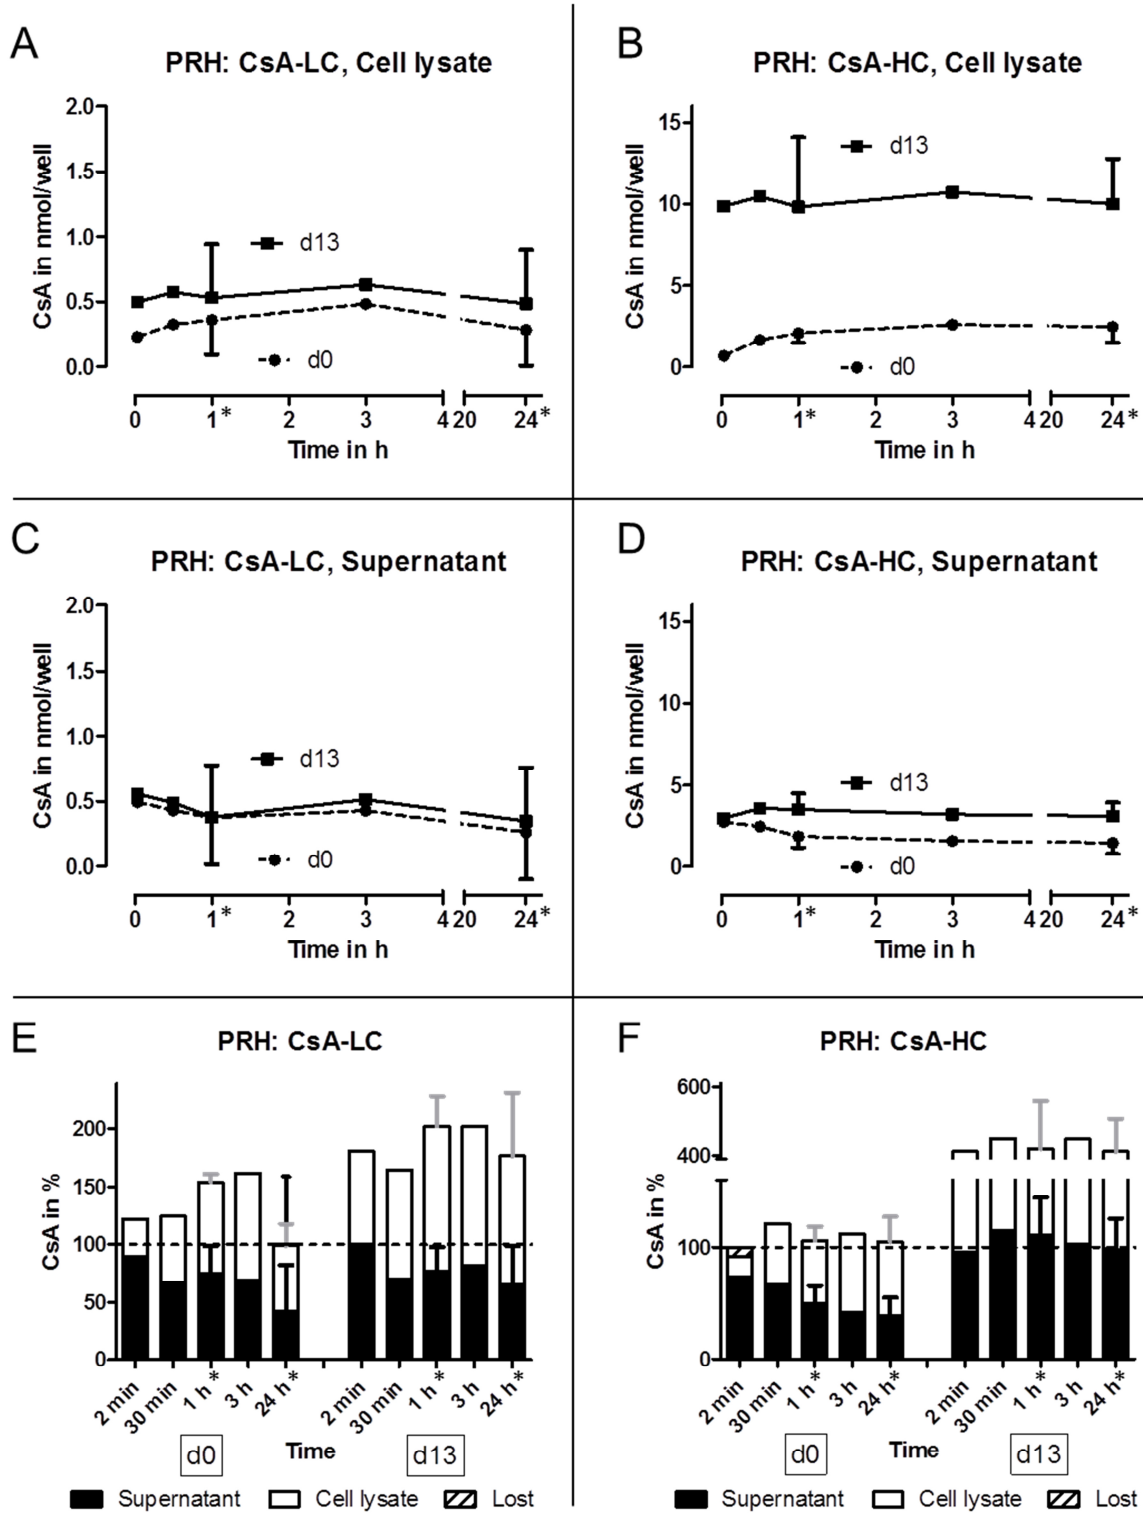 A
PRH: CsA-LC, Cell lysate
CsA in nmol/well
2.0
1.5
1.0
0.5
0.0
d13
d0
0 1* 2 3 4 20 24*
Time in h
B
PRH: CsA-HC, Cell lysate
CsA in nmol/well
15
10
5
0
d13
d0
0 1* 2 3 4 20 24*
Time in h
C
PRH: CsA-LC, Supernatant
CsA in nmol/well
2.0
1.5
1.0
0.5
0.0
d13
d0
0 1* 2 3 4 20 24*
Time in h
D
PRH: CsA-HC, Supernatant
CsA in nmol/well
15
10
5
0
d13
d0
0 1* 2 3 4 20 24*
Time in h
E
PRH: CsA-LC
CsA in %
200
150
100
50
0
2 min 30 min 1 h* 3 h 24 h* 2 min 30 min 1 h* 3 h 24 h*
d0 Time d13
Supernatant Cell lysate Lost
F
PRH: CsA-HC
CsA in %
600
400
100
0
2 min 30 min 1 h* 3 h 24 h* 2 min 30 min 1 h* 3 h 24 h*
d0 Time d13
Supernatant Cell lysate Lost